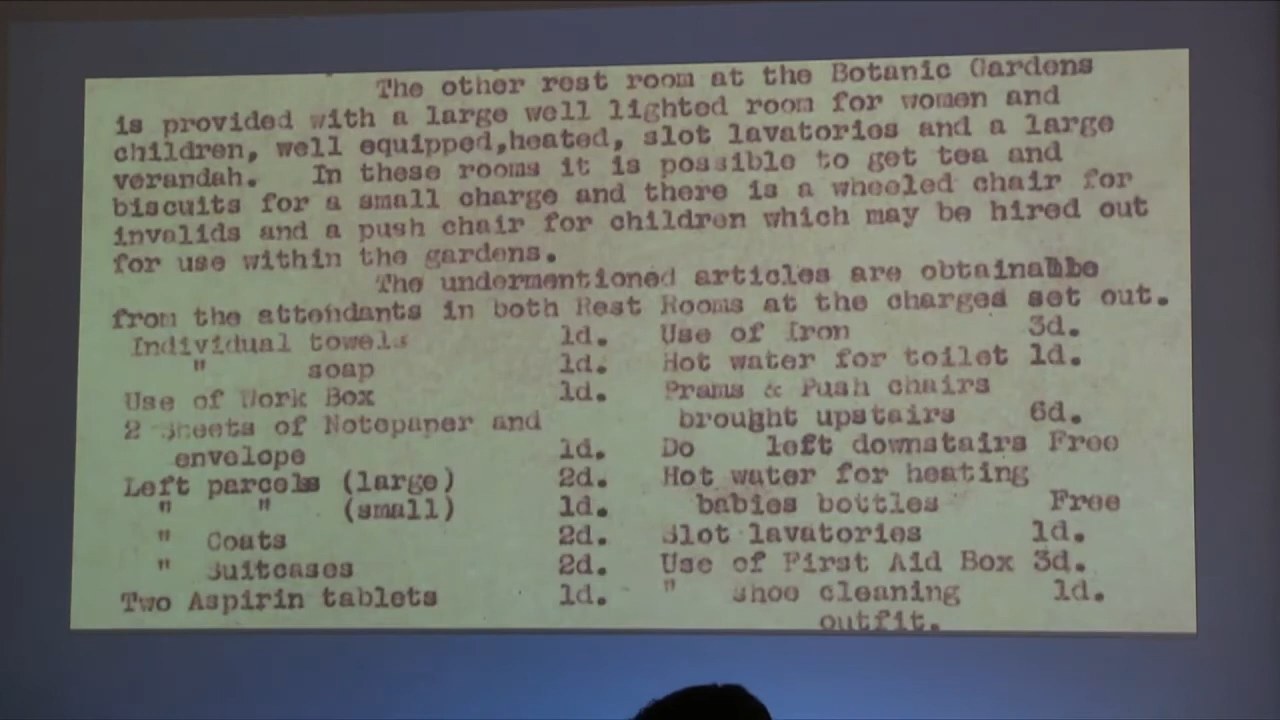 The other rest room at the Botanic Gardens
is provided with a large well lighted room for women and
children, well equipped,heated, slot lavatories and a large
verandah. In these rooms it is possible to get tea and
biscuits for a small charge and there is a wheeled chair for
invalids and a push chair for children which may be hired out
for use within the gardens.
The undermentioned articles are obtainable
from the attendants in both Rest Rooms at the charges set out.
Individual towels 1d. Use of Iron 3d.
" soap 1d. Hot water for toilet 1d.
Use of Work Box 1d. Prams & Push chairs
2 Sheets of Notepaper and brought upstairs 6d.
envelope 1d. Do left downstairs Free
Left parcels (large) 2d. Hot water for heating
" " (small) 1d. babies bottles Free
" Coats 2d. Slot lavatories 1d.
" Suitcases 2d. Use of First Aid Box 3d.
Two Aspirin tablets 1d. " shoe cleaning 1d.
outfit.